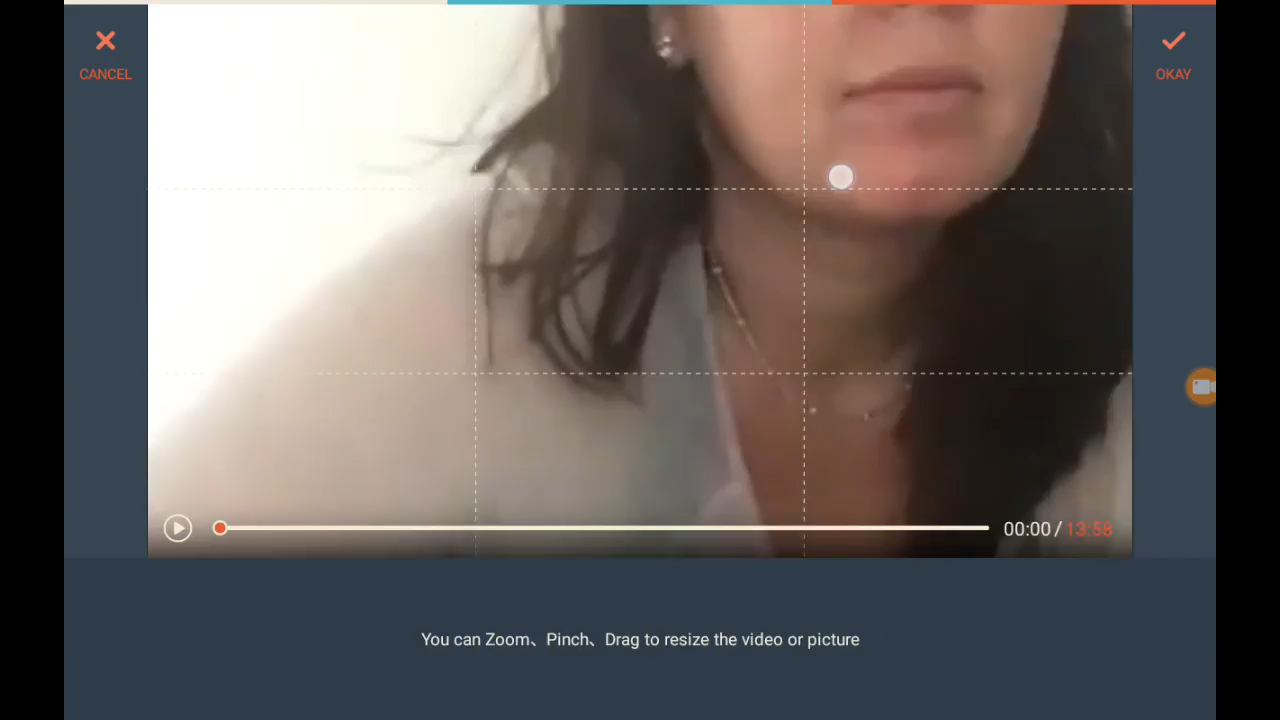 CANCEL
OKAY
00:00 / 13:58
You can Zoom、Pinch、Drag to resize the video or picture